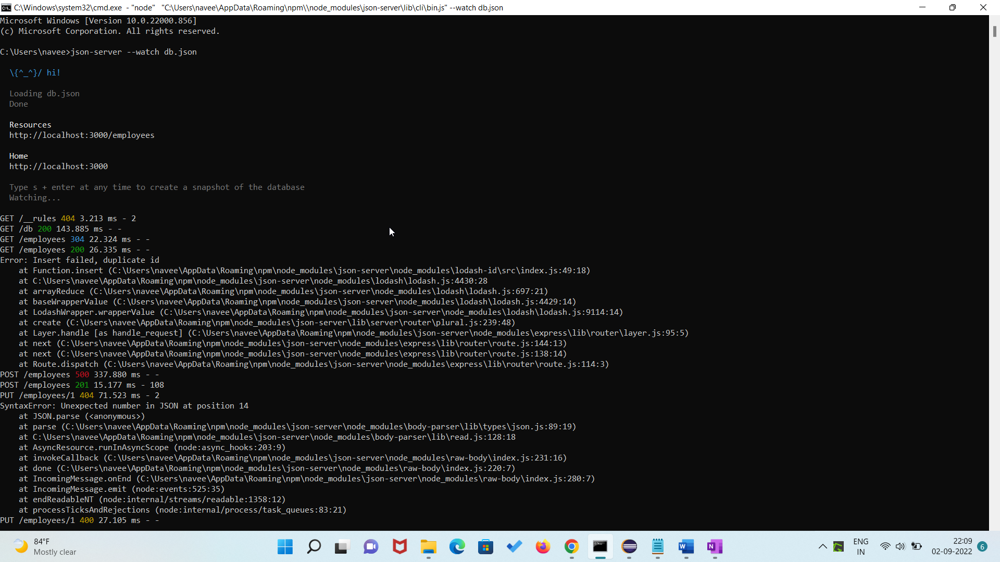 C:\Windows\system32\cmd.exe - "node" "C:\Users\navee\AppData\Roaming\npm\\node_modules\json-server\lib\cli\bin.js" --watch db.json
Microsoft Windows [Version 10.0.22000.856]
(c) Microsoft Corporation. All rights reserved.
C:\Users\navee>json-server --watch db.json
\{^_^}/ hi!
Loading db.json
Done
Resources
http://localhost:3000/employees
Home
http://localhost:3000
Type s + enter at any time to create a snapshot of the database
Watching...
GET /__rules 404 3.213 ms - 2
GET /db 200 143.885 ms - -
GET /employees 304 22.324 ms - -
GET /employees 200 26.335 ms - -
Error: Insert failed, duplicate id
at Function.insert (C:\Users\navee\AppData\Roaming\npm\node_modules\json-server\node_modules\lodash-id\src\index.js:49:18)
at C:\Users\navee\AppData\Roaming\npm\node_modules\json-server\node_modules\lodash\lodash.js:4430:28
at arrayReduce (C:\Users\navee\AppData\Roaming\npm\node_modules\json-server\node_modules\lodash\lodash.js:697:21)
at baseWrapperValue (C:\Users\navee\AppData\Roaming\npm\node_modules\json-server\node_modules\lodash\lodash.js:4429:14)
at LodashWrapper.wrapperValue (C:\Users\navee\AppData\Roaming\npm\node_modules\json-server\node_modules\lodash\lodash.js:9114:14)
at create (C:\Users\navee\AppData\Roaming\npm\node_modules\json-server\lib\server\router\plural.js:239:48)
at Layer.handle [as handle_request] (C:\Users\navee\AppData\Roaming\npm\node_modules\json-server\node_modules\express\lib\router\layer.js:95:5)
at next (C:\Users\navee\AppData\Roaming\npm\node_modules\json-server\node_modules\express\lib\router\route.js:144:13)
at next (C:\Users\navee\AppData\Roaming\npm\node_modules\json-server\node_modules\express\lib\router\route.js:138:14)
at Route.dispatch (C:\Users\navee\AppData\Roaming\npm\node_modules\json-server\node_modules\express\lib\router\route.js:114:3)
POST /employees 500 337.880 ms - -
POST /employees 201 15.177 ms - 108
PUT /employees/1 404 71.523 ms - 2
SyntaxError: Unexpected number in JSON at position 14
at JSON.parse (<anonymous>)
at parse (C:\Users\navee\AppData\Roaming\npm\node_modules\json-server\node_modules\body-parser\lib\types\json.js:89:19)
at C:\Users\navee\AppData\Roaming\npm\node_modules\json-server\node_modules\body-parser\lib\read.js:128:18
at AsyncResource.runInAsyncScope (node:async_hooks:203:9)
at invokeCallback (C:\Users\navee\AppData\Roaming\npm\node_modules\json-server\node_modules\raw-body\index.js:231:16)
at done (C:\Users\navee\AppData\Roaming\npm\node_modules\json-server\node_modules\raw-body\index.js:220:7)
at IncomingMessage.onEnd (C:\Users\navee\AppData\Roaming\npm\node_modules\json-server\node_modules\raw-body\index.js:280:7)
at IncomingMessage.emit (node:events:525:35)
at endReadableNT (node:internal/streams/readable:1358:12)
at processTicksAndRejections (node:internal/process/task_queues:83:21)
PUT /employees/1 400 27.105 ms - -
84°F
Mostly clear
ENG
IN
22:09
02-09-2022
6